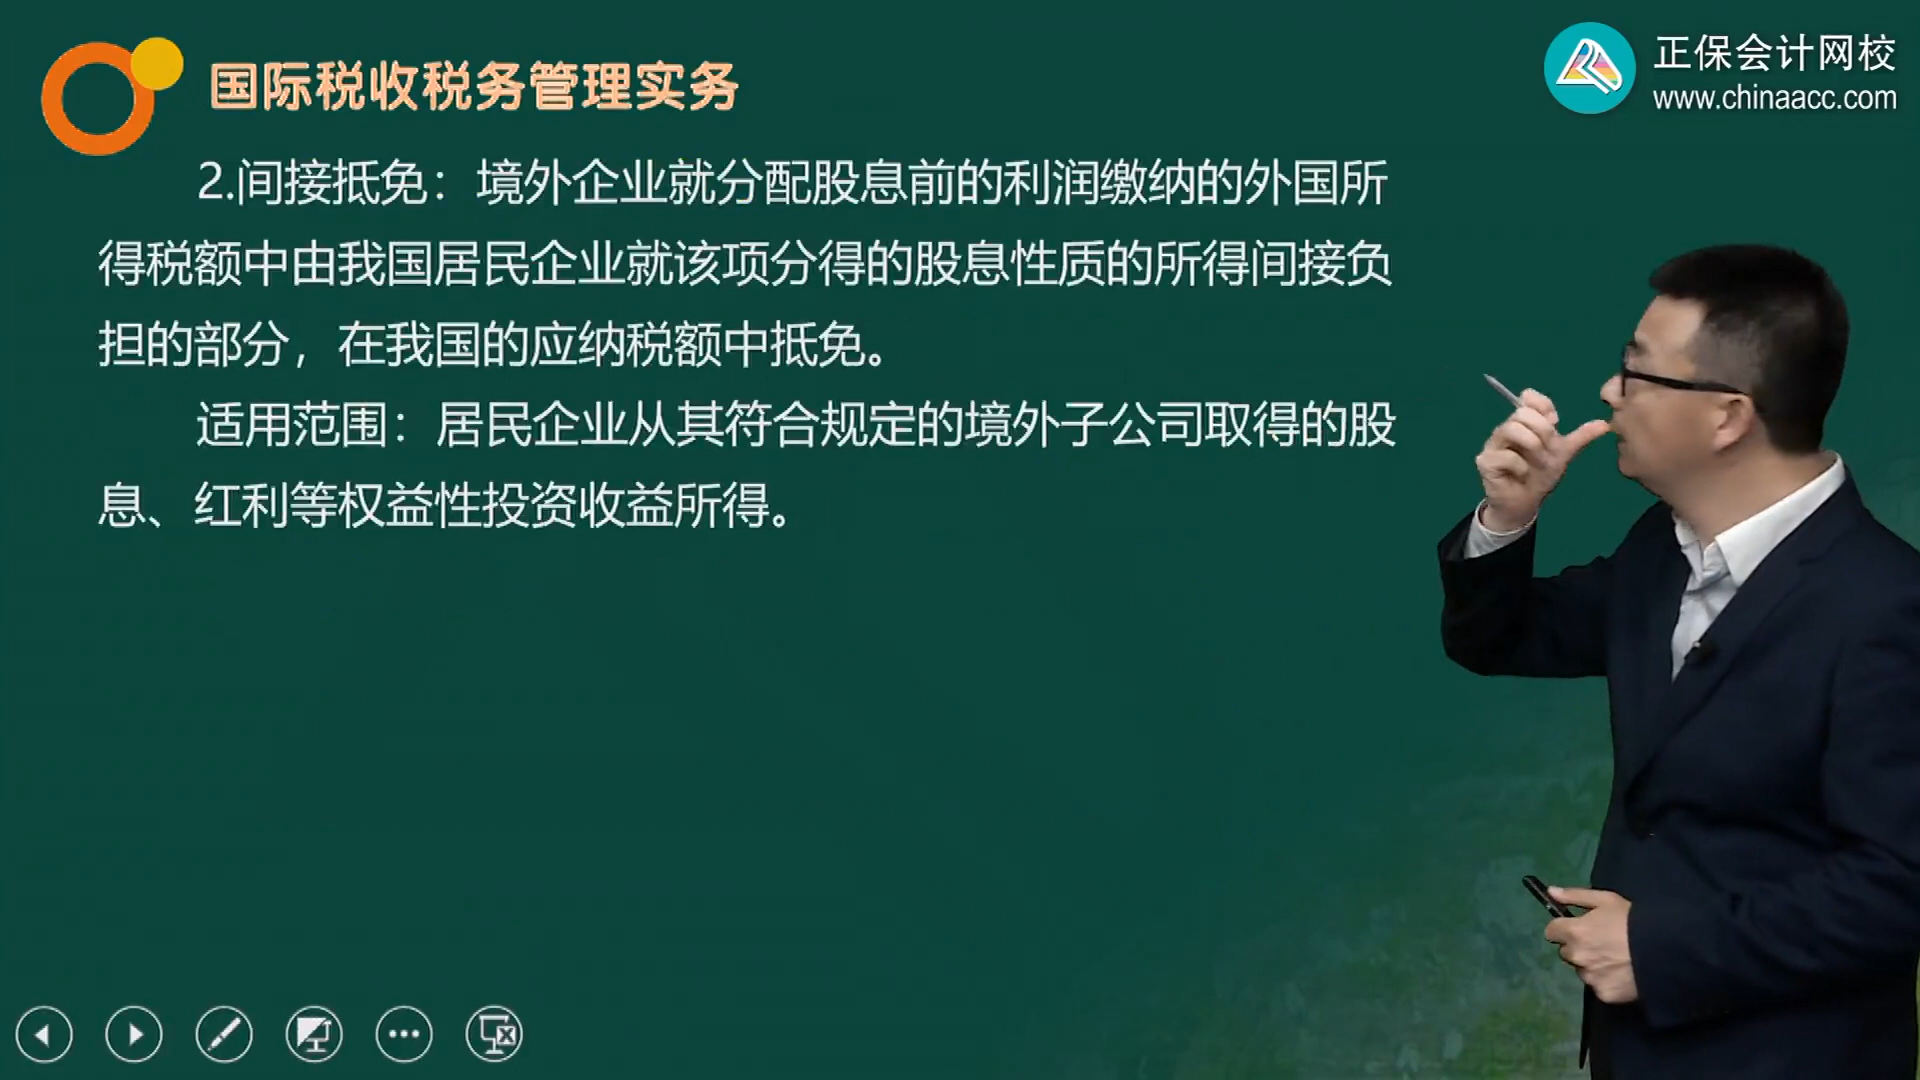 国际税收税务管理实务
正保会计网校
www.chinaacc.com
2.间接抵免：境外企业就分配股息前的利润缴纳的外国所
得税额中由我国居民企业就该项分得的股息性质的所得间接负
担的部分，在我国的应纳税额中抵免。
适用范围：居民企业从其符合规定的境外子公司取得的股
息、红利等权益性投资收益所得。